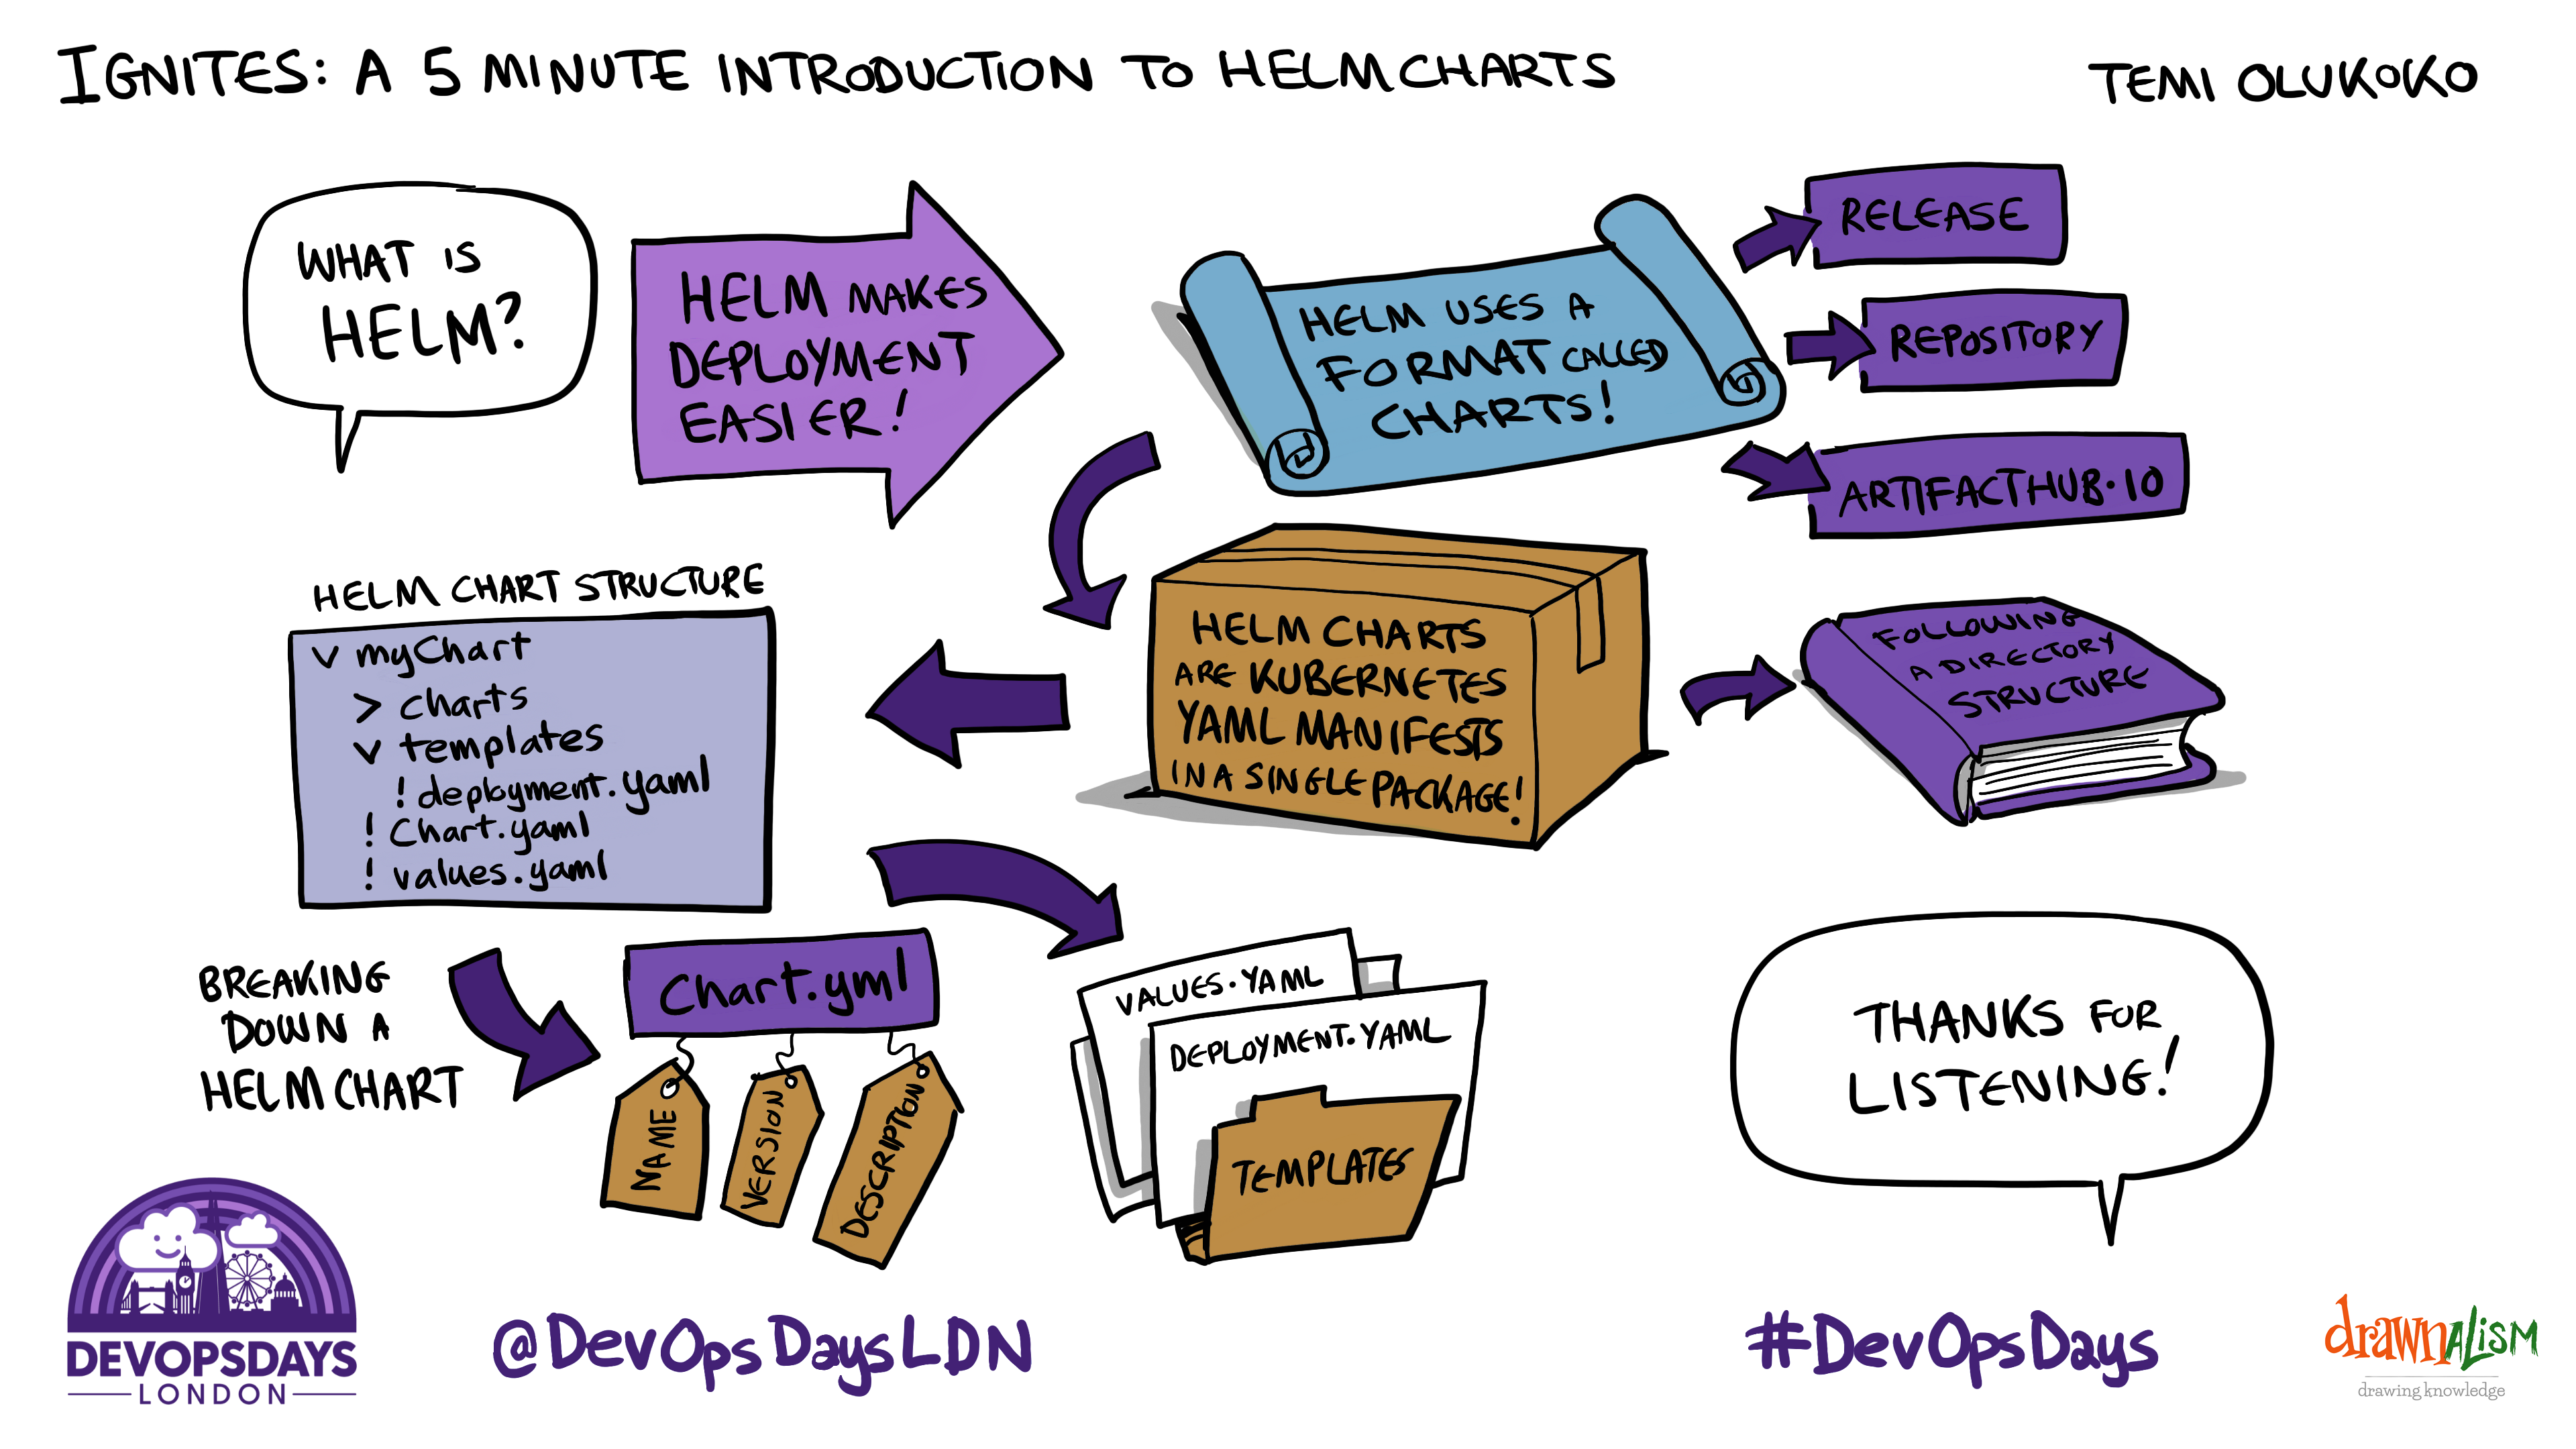 IGNITES: A 5 MINUTE INTRODUCTION TO HELMCHARTS
TEMI OLUKOKO
WHAT IS
HELM?
HELM MAKES
DEPLOYMENT
EASIER!
HELM USES A
FORMAT CALLED
CHARTS!
RELEASE
REPOSITORY
ARTIFACTHUB.IO
HELM CHARTS
ARE KUBERNETES
YAML MANIFESTS
IN A SINGLE PACKAGE!
FOLLOWING
A DIRECTORY
STRUCTURE
HELM CHART STRUCTURE
v myChart
> charts
v templates
! deployment.yaml
! Chart.yaml
! values.yaml
BREAKING
DOWN A
HELM CHART
Chart.yml
NAME
VERSION
DESCRIPTION
VALUES.YAML
DEPLOYMENT.YAML
TEMPLATES
THANKS FOR
LISTENING!
DEVOPSDAYS
LONDON
@DevOpsDaysLDN
#DevOpsDays
drawnALiSM
drawing knowledge